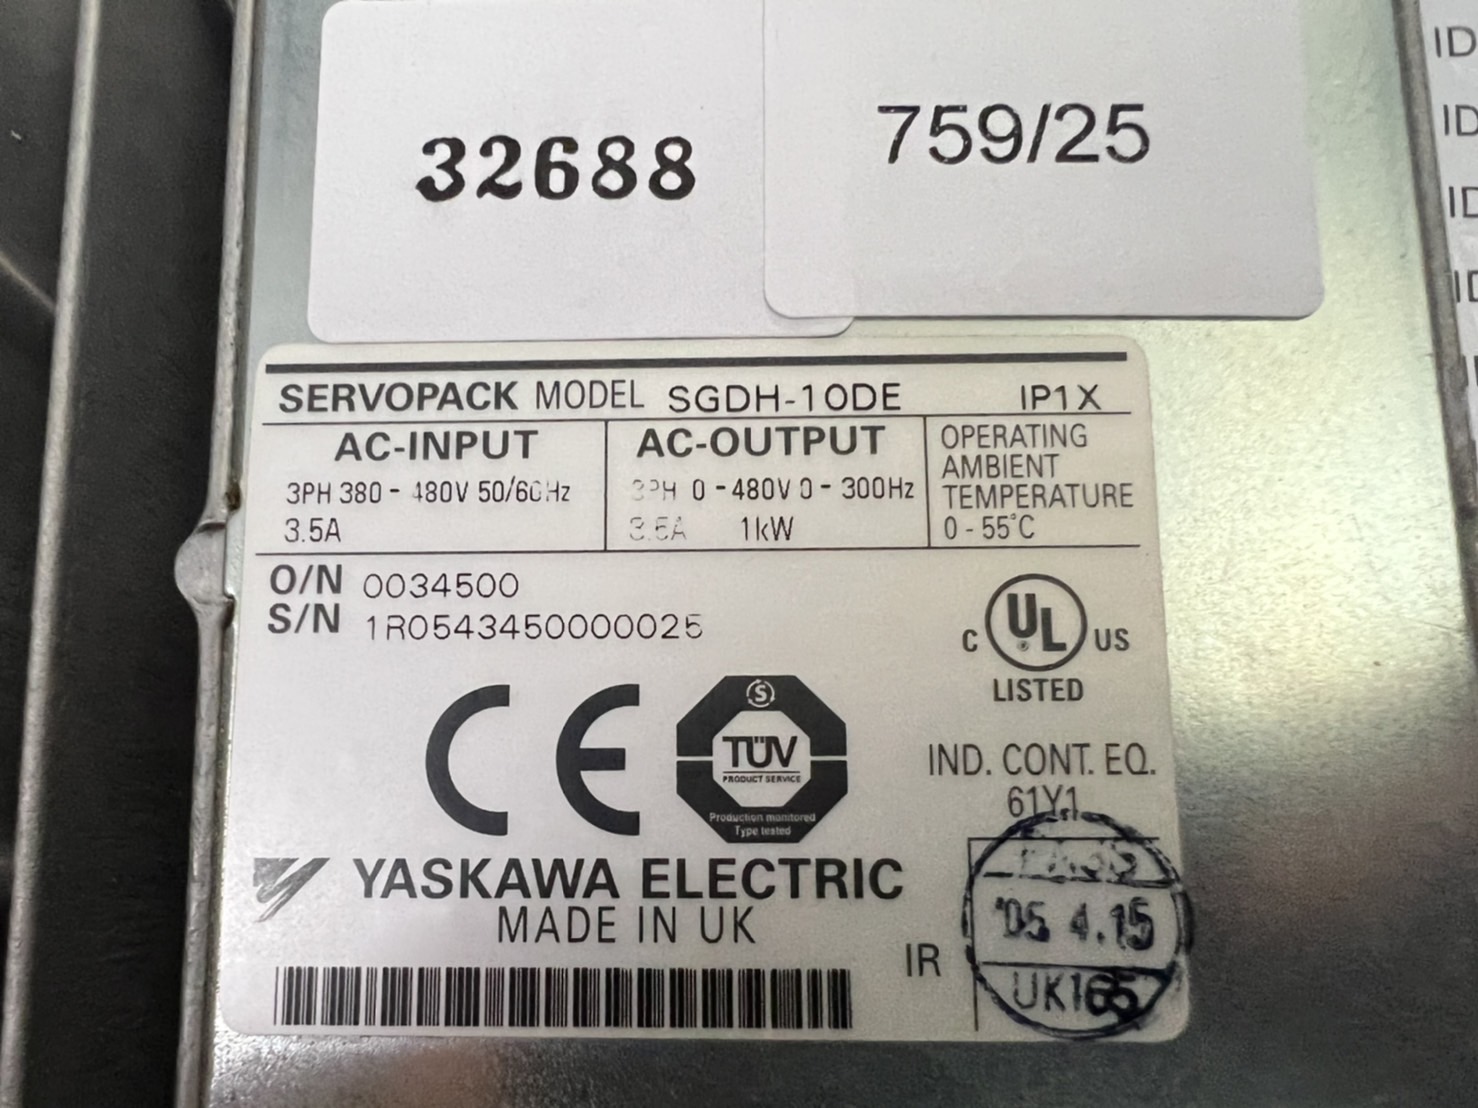 32688
759/25
SERVOPACK MODEL SGDH-10DE IP1X
AC-INPUT
3PH 380 - 480V 50/60Hz
3.5A
AC-OUTPUT
3PH 0 - 480V 0 - 300Hz
3.5A 1kW
OPERATING
AMBIENT
TEMPERATURE
0 - 55°C
O/N 0034500
S/N 1R0543450000025
C UL US
LISTED
CE
S
TÜV
PRODUCT SERVICE
Production monitored
Type tested
IND. CONT. EQ.
61Y1
YASKAWA ELECTRIC
MADE IN UK
IR
'05 4.15
UK165
ID
ID
ID
ID